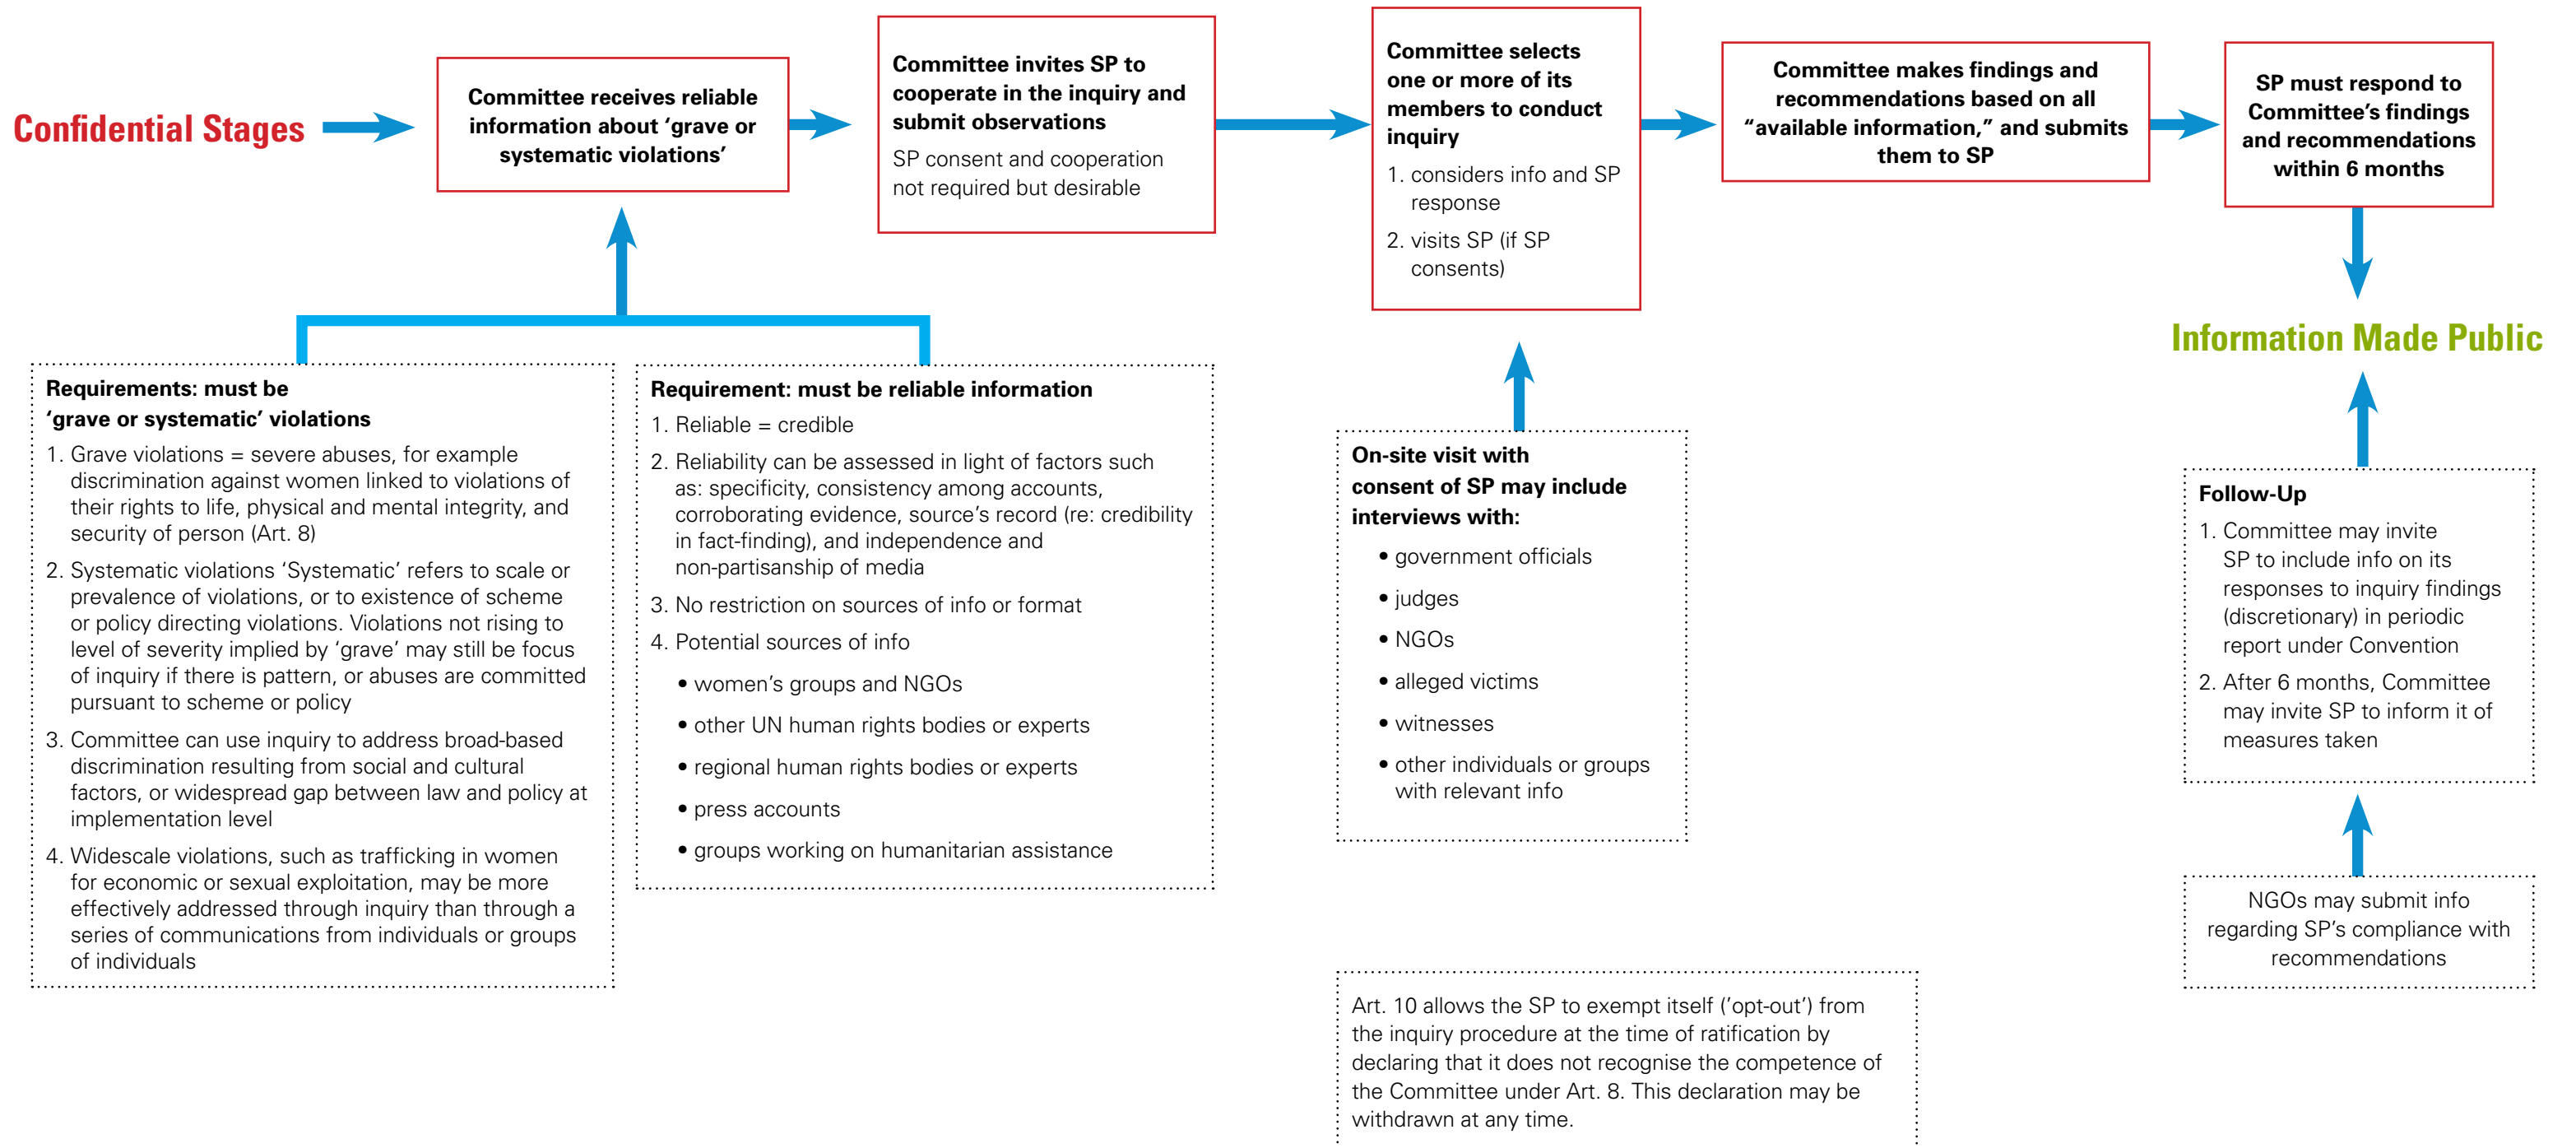 Confidential Stages
Committee receives reliable
information about ‘grave or
systematic violations’
Committee invites SP to
cooperate in the inquiry and
submit observations
SP consent and cooperation
not required but desirable
Committee selects
one or more of its
members to conduct
inquiry
1. considers info and SP
response
2. visits SP (if SP
consents)
Committee makes findings and
recommendations based on all
“available information,” and submits
them to SP
SP must respond to
Committee’s findings
and recommendations
within 6 months
Information Made Public
Requirements: must be
‘grave or systematic’ violations
1. Grave violations = severe abuses, for example
discrimination against women linked to violations of
their rights to life, physical and mental integrity, and
security of person (Art. 8)
2. Systematic violations ‘Systematic’ refers to scale or
prevalence of violations, or to existence of scheme
or policy directing violations. Violations not rising to
level of severity implied by ‘grave’ may still be focus
of inquiry if there is pattern, or abuses are committed
pursuant to scheme or policy
3. Committee can use inquiry to address broad-based
discrimination resulting from social and cultural
factors, or widespread gap between law and policy at
implementation level
4. Widescale violations, such as trafficking in women
for economic or sexual exploitation, may be more
effectively addressed through inquiry than through a
series of communications from individuals or groups
of individuals
Requirement: must be reliable information
1. Reliable = credible
2. Reliability can be assessed in light of factors such
as: specificity, consistency among accounts,
corroborating evidence, source’s record (re: credibility
in fact-finding), and independence and
non-partisanship of media
3. No restriction on sources of info or format
4. Potential sources of info
• women’s groups and NGOs
• other UN human rights bodies or experts
• regional human rights bodies or experts
• press accounts
• groups working on humanitarian assistance
On-site visit with
consent of SP may include
interviews with:
• government officials
• judges
• NGOs
• alleged victims
• witnesses
• other individuals or groups
with relevant info
Follow-Up
1. Committee may invite
SP to include info on its
responses to inquiry findings
(discretionary) in periodic
report under Convention
2. After 6 months, Committee
may invite SP to inform it of
measures taken
NGOs may submit info
regarding SP’s compliance with
recommendations
Art. 10 allows the SP to exempt itself (‘opt-out’) from
the inquiry procedure at the time of ratification by
declaring that it does not recognise the competence of
the Committee under Art. 8. This declaration may be
withdrawn at any time.